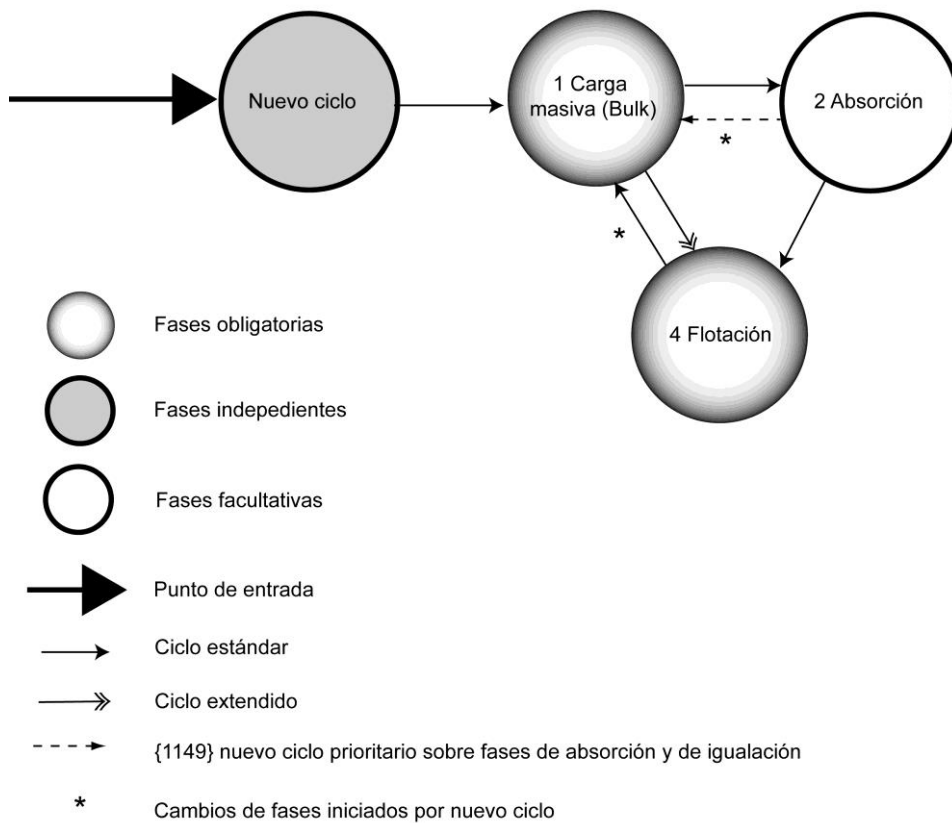 Nuevo ciclo
1 Carga
masiva (Bulk)
2 Absorción
*
*
4 Flotación
Fases obligatorias
Fases indepedientes
Fases facultativas
Punto de entrada
Ciclo estándar
Ciclo extendido
{1149} nuevo ciclo prioritario sobre fases de absorción y de igualación
* Cambios de fases iniciados por nuevo ciclo